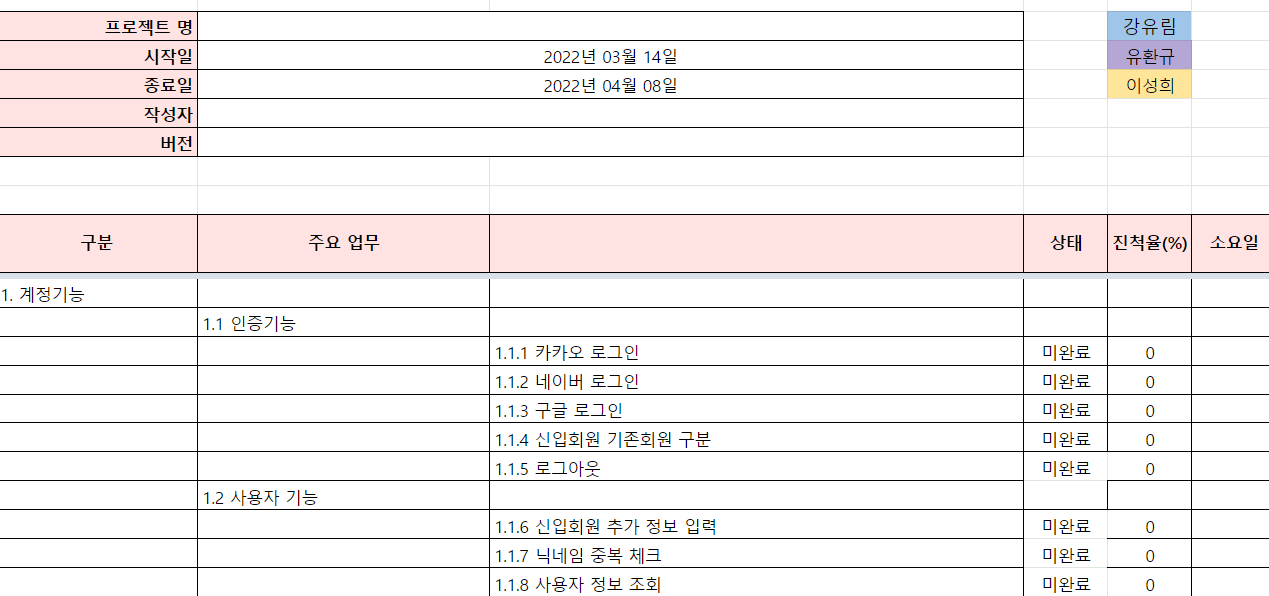 프로젝트 명 강유림
시작일 2022년 03월 14일 유환규
종료일 2022년 04월 08일 이성희
작성자
버전
구분 주요 업무 상태 진척율(%) 소요일
1. 계정기능
1.1 인증기능
1.1.1 카카오 로그인 미완료 0
1.1.2 네이버 로그인 미완료 0
1.1.3 구글 로그인 미완료 0
1.1.4 신입회원 기존회원 구분 미완료 0
1.1.5 로그아웃 미완료 0
1.2 사용자 기능
1.1.6 신입회원 추가 정보 입력 미완료 0
1.1.7 닉네임 중복 체크 미완료 0
1.1.8 사용자 정보 조회 미완료 0